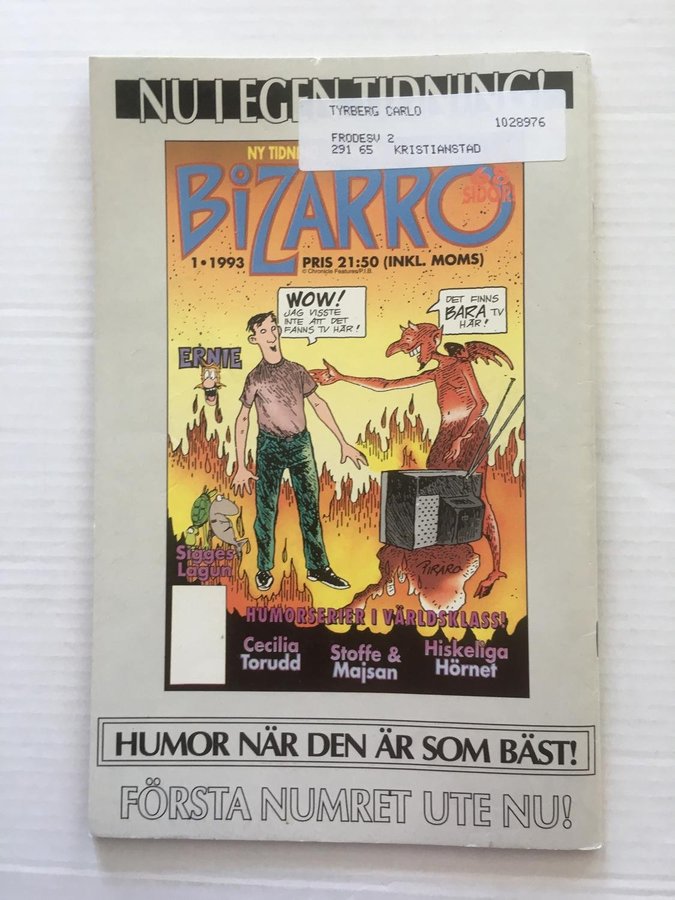 NU I EGEN TIDNING!
TYRBERG CARLO
1028976
FRODESV 2
291 65 KRISTIANSTAD
NY
68
SIDOR!
BiZARRO
1•1993
PRIS 21:50 (INKL. MOMS)
© Chronicle Features/P.I.B.
WOW!
JAG VISSTE
INTE ATT DET
FANNS TV HÄR!
DET FINNS
BARA TV
HÄR!
ERNIE
Sigges
Lagun
PIRARO
HUMORSERIER I VÄRLDSKLASS!
Cecilia
Torudd
Stoffe &
Majsan
Hiskeliga
Hörnet
HUMOR NÄR DEN ÄR SOM BÄST!
FÖRSTA NUMRET UTE NU!